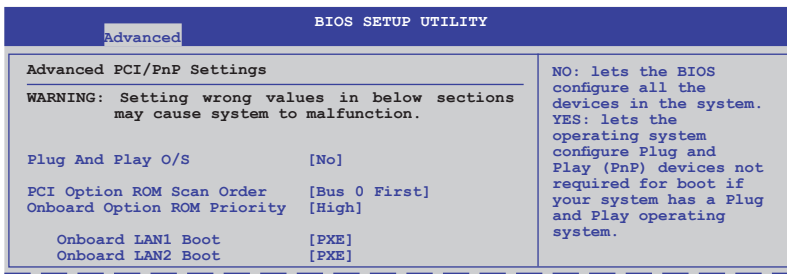 BIOS SETUP UTILITY
Advanced
Advanced PCI/PnP Settings
WARNING: Setting wrong values in below sections
may cause system to malfunction.
Plug And Play O/S [No]
PCI Option ROM Scan Order [Bus 0 First]
Onboard Option ROM Priority [High]
Onboard LAN1 Boot [PXE]
Onboard LAN2 Boot [PXE]
NO: lets the BIOS
configure all the
devices in the system.
YES: lets the
operating system
configure Plug and
Play (PnP) devices not
required for boot if
your system has a Plug
and Play operating
system.